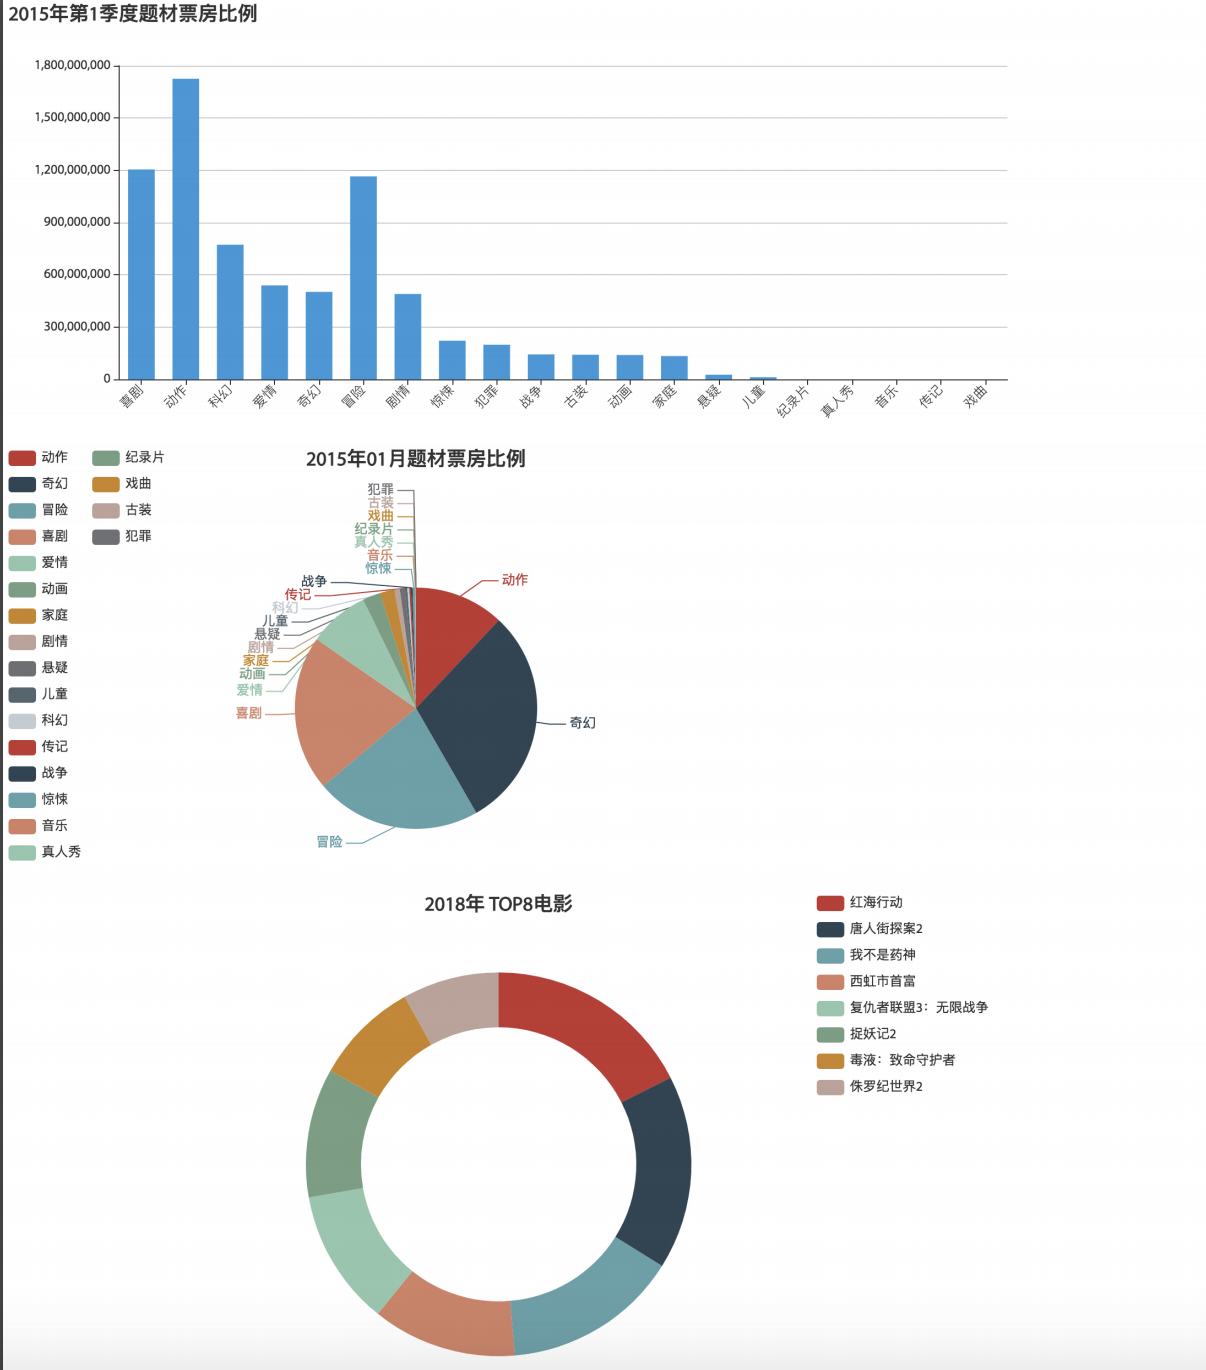 2015年第1季度题材票房比例
1,800,000,000
1,500,000,000
1,200,000,000
900,000,000
600,000,000
300,000,000
0
喜剧
动作
科幻
爱情
奇幻
冒险
剧情
惊悚
犯罪
战争
古装
动画
家庭
悬疑
儿童
纪录片
真人秀
音乐
传记
戏曲
动作
奇幻
冒险
喜剧
爱情
动画
家庭
剧情
悬疑
儿童
科幻
传记
战争
惊悚
音乐
真人秀
纪录片
戏曲
古装
犯罪
2015年01月题材票房比例
犯罪
古装
戏曲
纪录片
真人秀
音乐
惊悚
动作
战争
传记
科幻
儿童
悬疑
剧情
家庭
动画
爱情
喜剧
奇幻
冒险
2018年 TOP8电影
红海行动
唐人街探案2
我不是药神
西虹市首富
复仇者联盟3：无限战争
捉妖记2
毒液：致命守护者
侏罗纪世界2